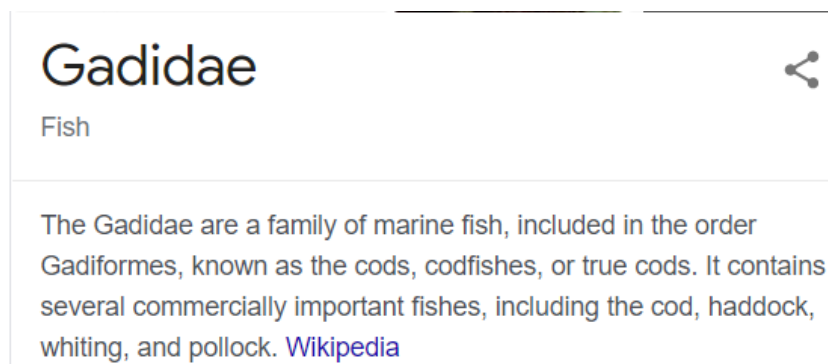 Gadidae
Fish
The Gadidae are a family of marine fish, included in the order
Gadiformes, known as the cods, codfishes, or true cods. It contains
several commercially important fishes, including the cod, haddock,
whiting, and pollock. Wikipedia